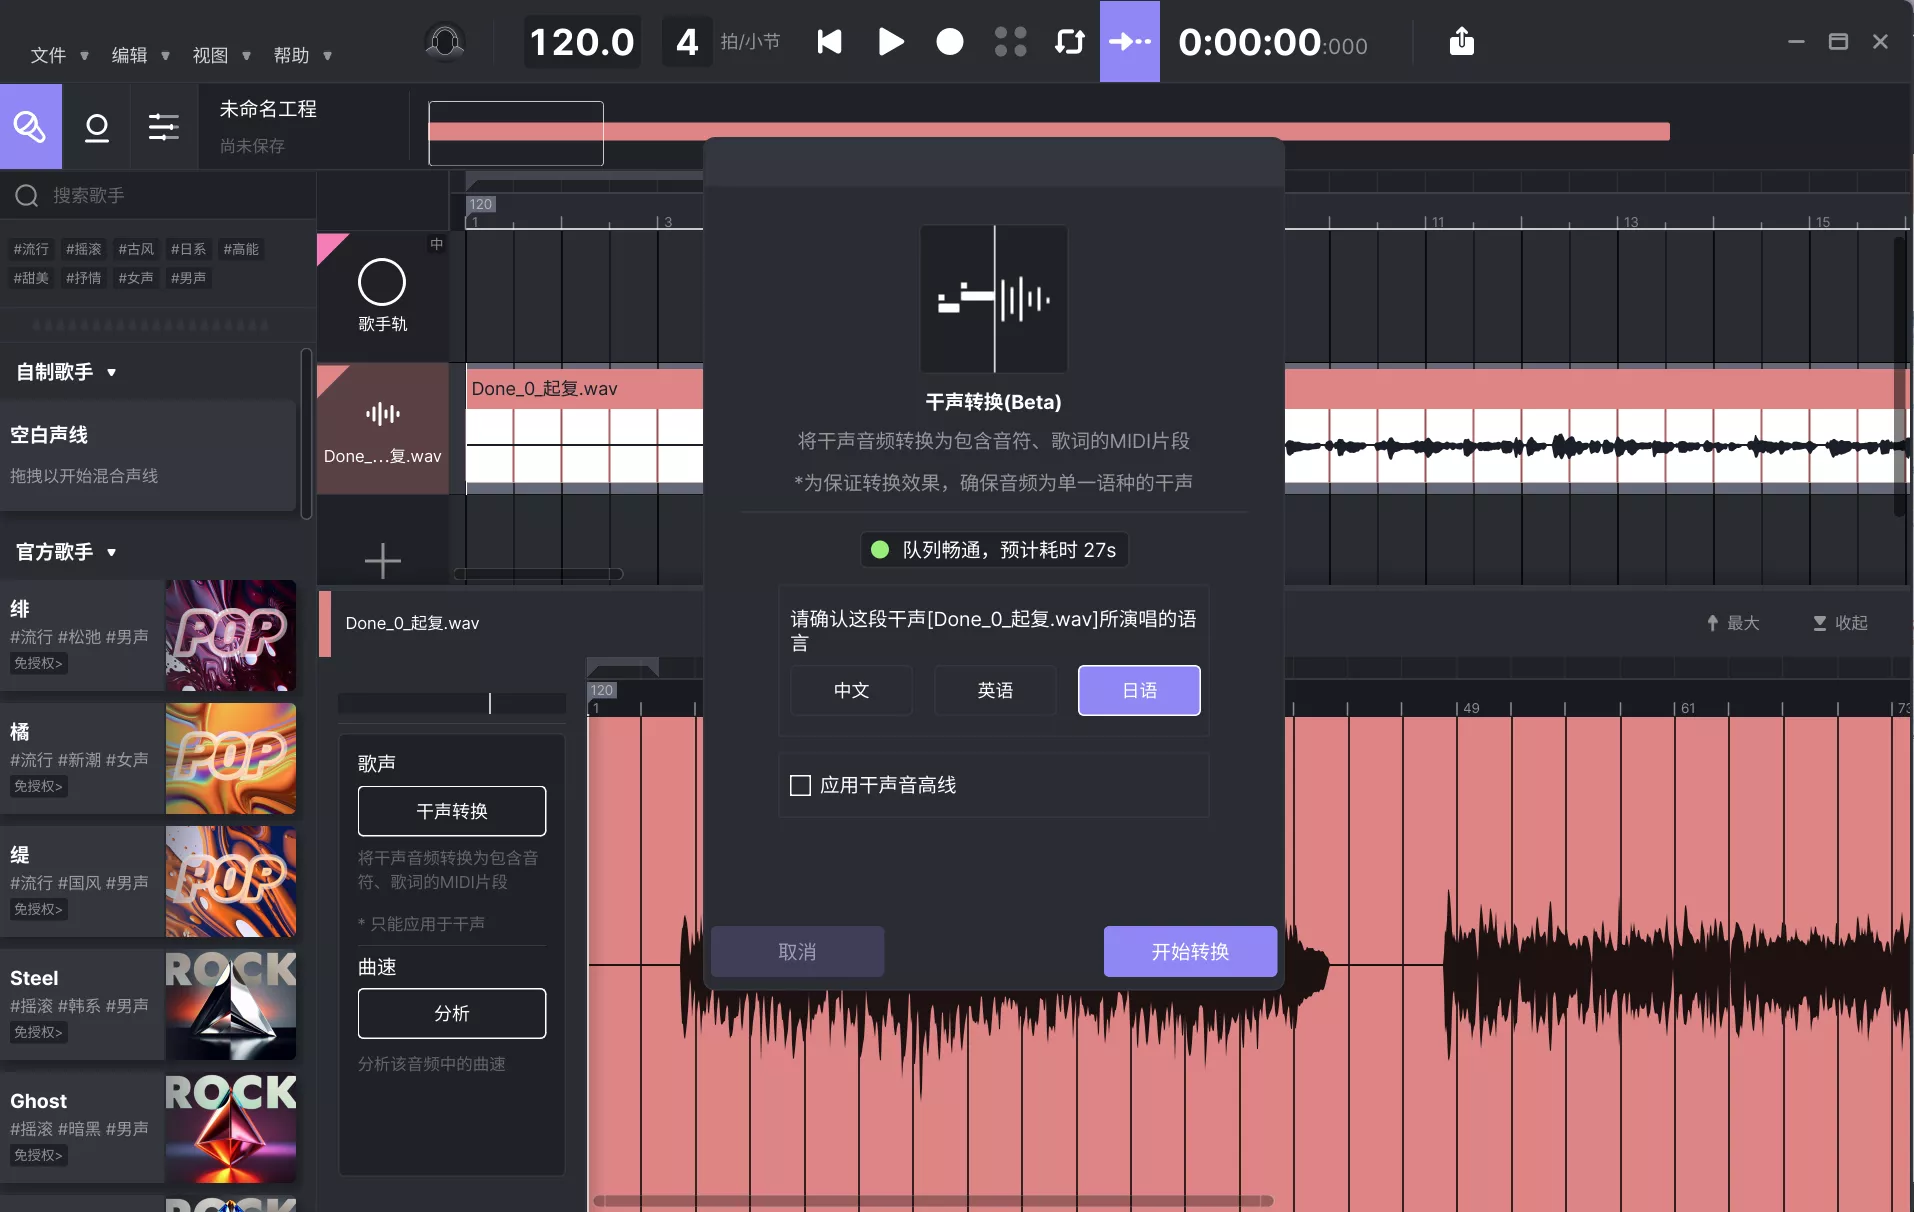 文件 ▼ 编辑 ▼ 视图 ▼ 帮助 ▼
120.0
4 拍/小节
0:00:00:000
未命名工程
尚未保存
搜索歌手
#流行 #摇滚 #古风 #日系 #高能
#甜美 #抒情 #女声 #男声
自制歌手 ▼
空白声线
拖拽以开始混合声线
官方歌手 ▼
绯
#流行 #松弛 #男声
免授权>
POP
橘
#流行 #新潮 #女声
免授权>
POP
缇
#流行 #国风 #男声
免授权>
POP
Steel
#摇滚 #韩系 #男声
免授权>
ROCK
Ghost
#摇滚 #暗黑 #男声
免授权>
ROCK
ROCK
120
1 3 11 13 15
中
歌手轨
Done_...复.wav
Done_0_起复.wav
Done_0_起复.wav
最大 收起
120
1 49 61 73
歌声
干声转换
将干声音频转换为包含音
符、歌词的MIDI片段
* 只能应用于干声
曲速
分析
分析该音频中的曲速
干声转换(Beta)
将干声音频转换为包含音符、歌词的MIDI片段
*为保证转换效果，确保音频为单一语种的干声
队列畅通，预计耗时 27s
请确认这段干声[Done_0_起复.wav]所演唱的语
言
中文 英语 日语
应用干声音高线
取消 开始转换